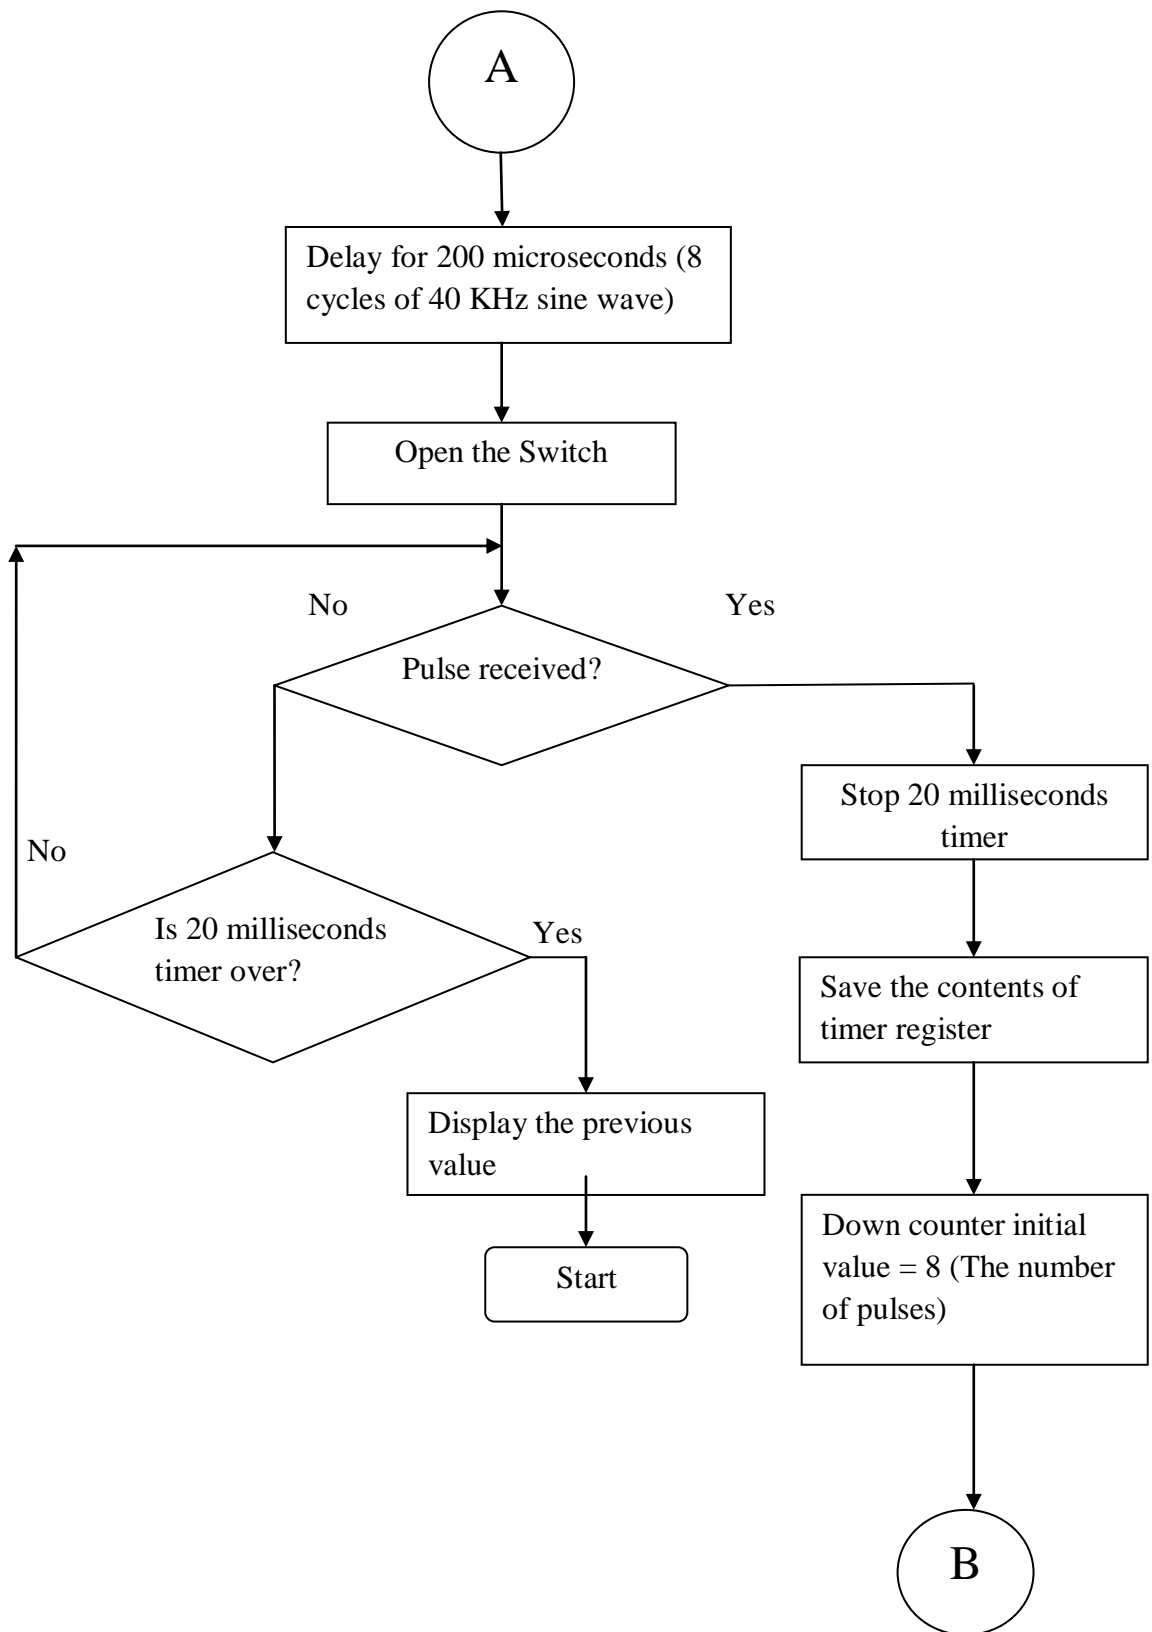 A
Delay for 200 microseconds (8
cycles of 40 KHz sine wave)
Open the Switch
No
Yes
Pulse received?
Stop 20 milliseconds
timer
No
Is 20 milliseconds
timer over?
Yes
Save the contents of
timer register
Display the previous
value
Down counter initial
value = 8 (The number
of pulses)
Start
B